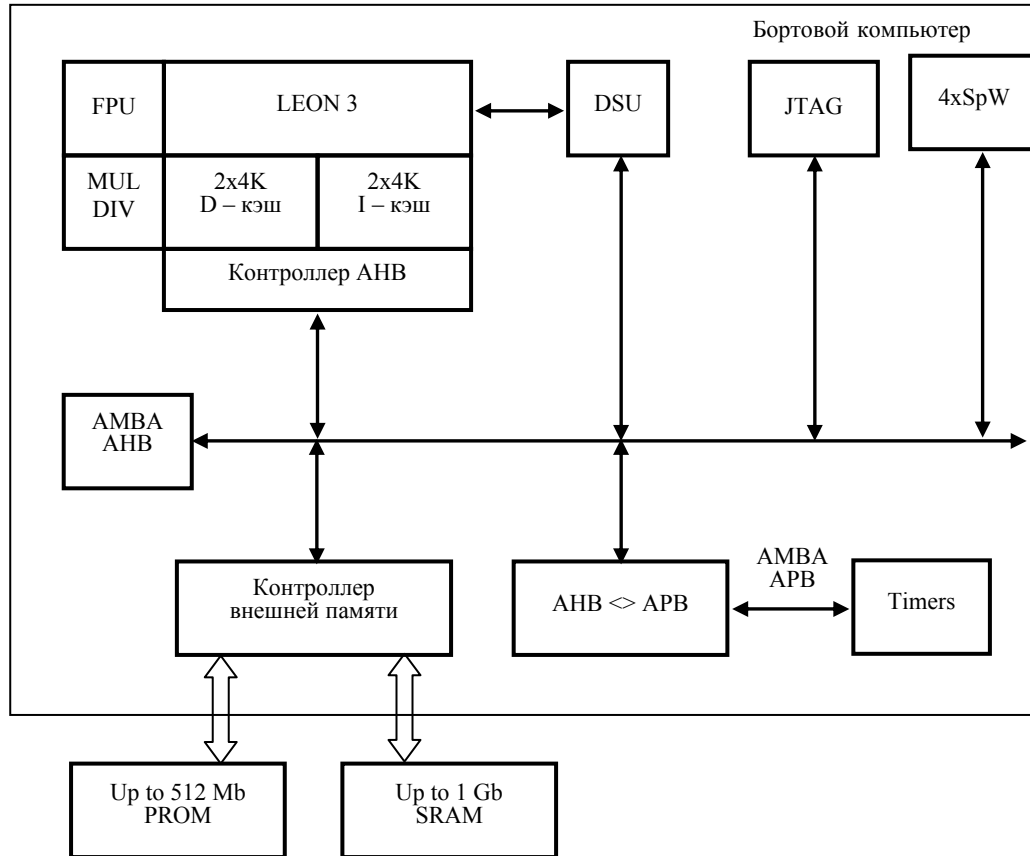 Бортовой компьютер
FPU
LEON 3
DSU
JTAG
4xSpW
MUL
DIV
2x4K
D – кэш
2x4K
I – кэш
Контроллер АНВ
AMBA
AHB
Контроллер
внешней памяти
AHB <> APB
AMBA
APB
Timers
Up to 512 Mb
PROM
Up to 1 Gb
SRAM